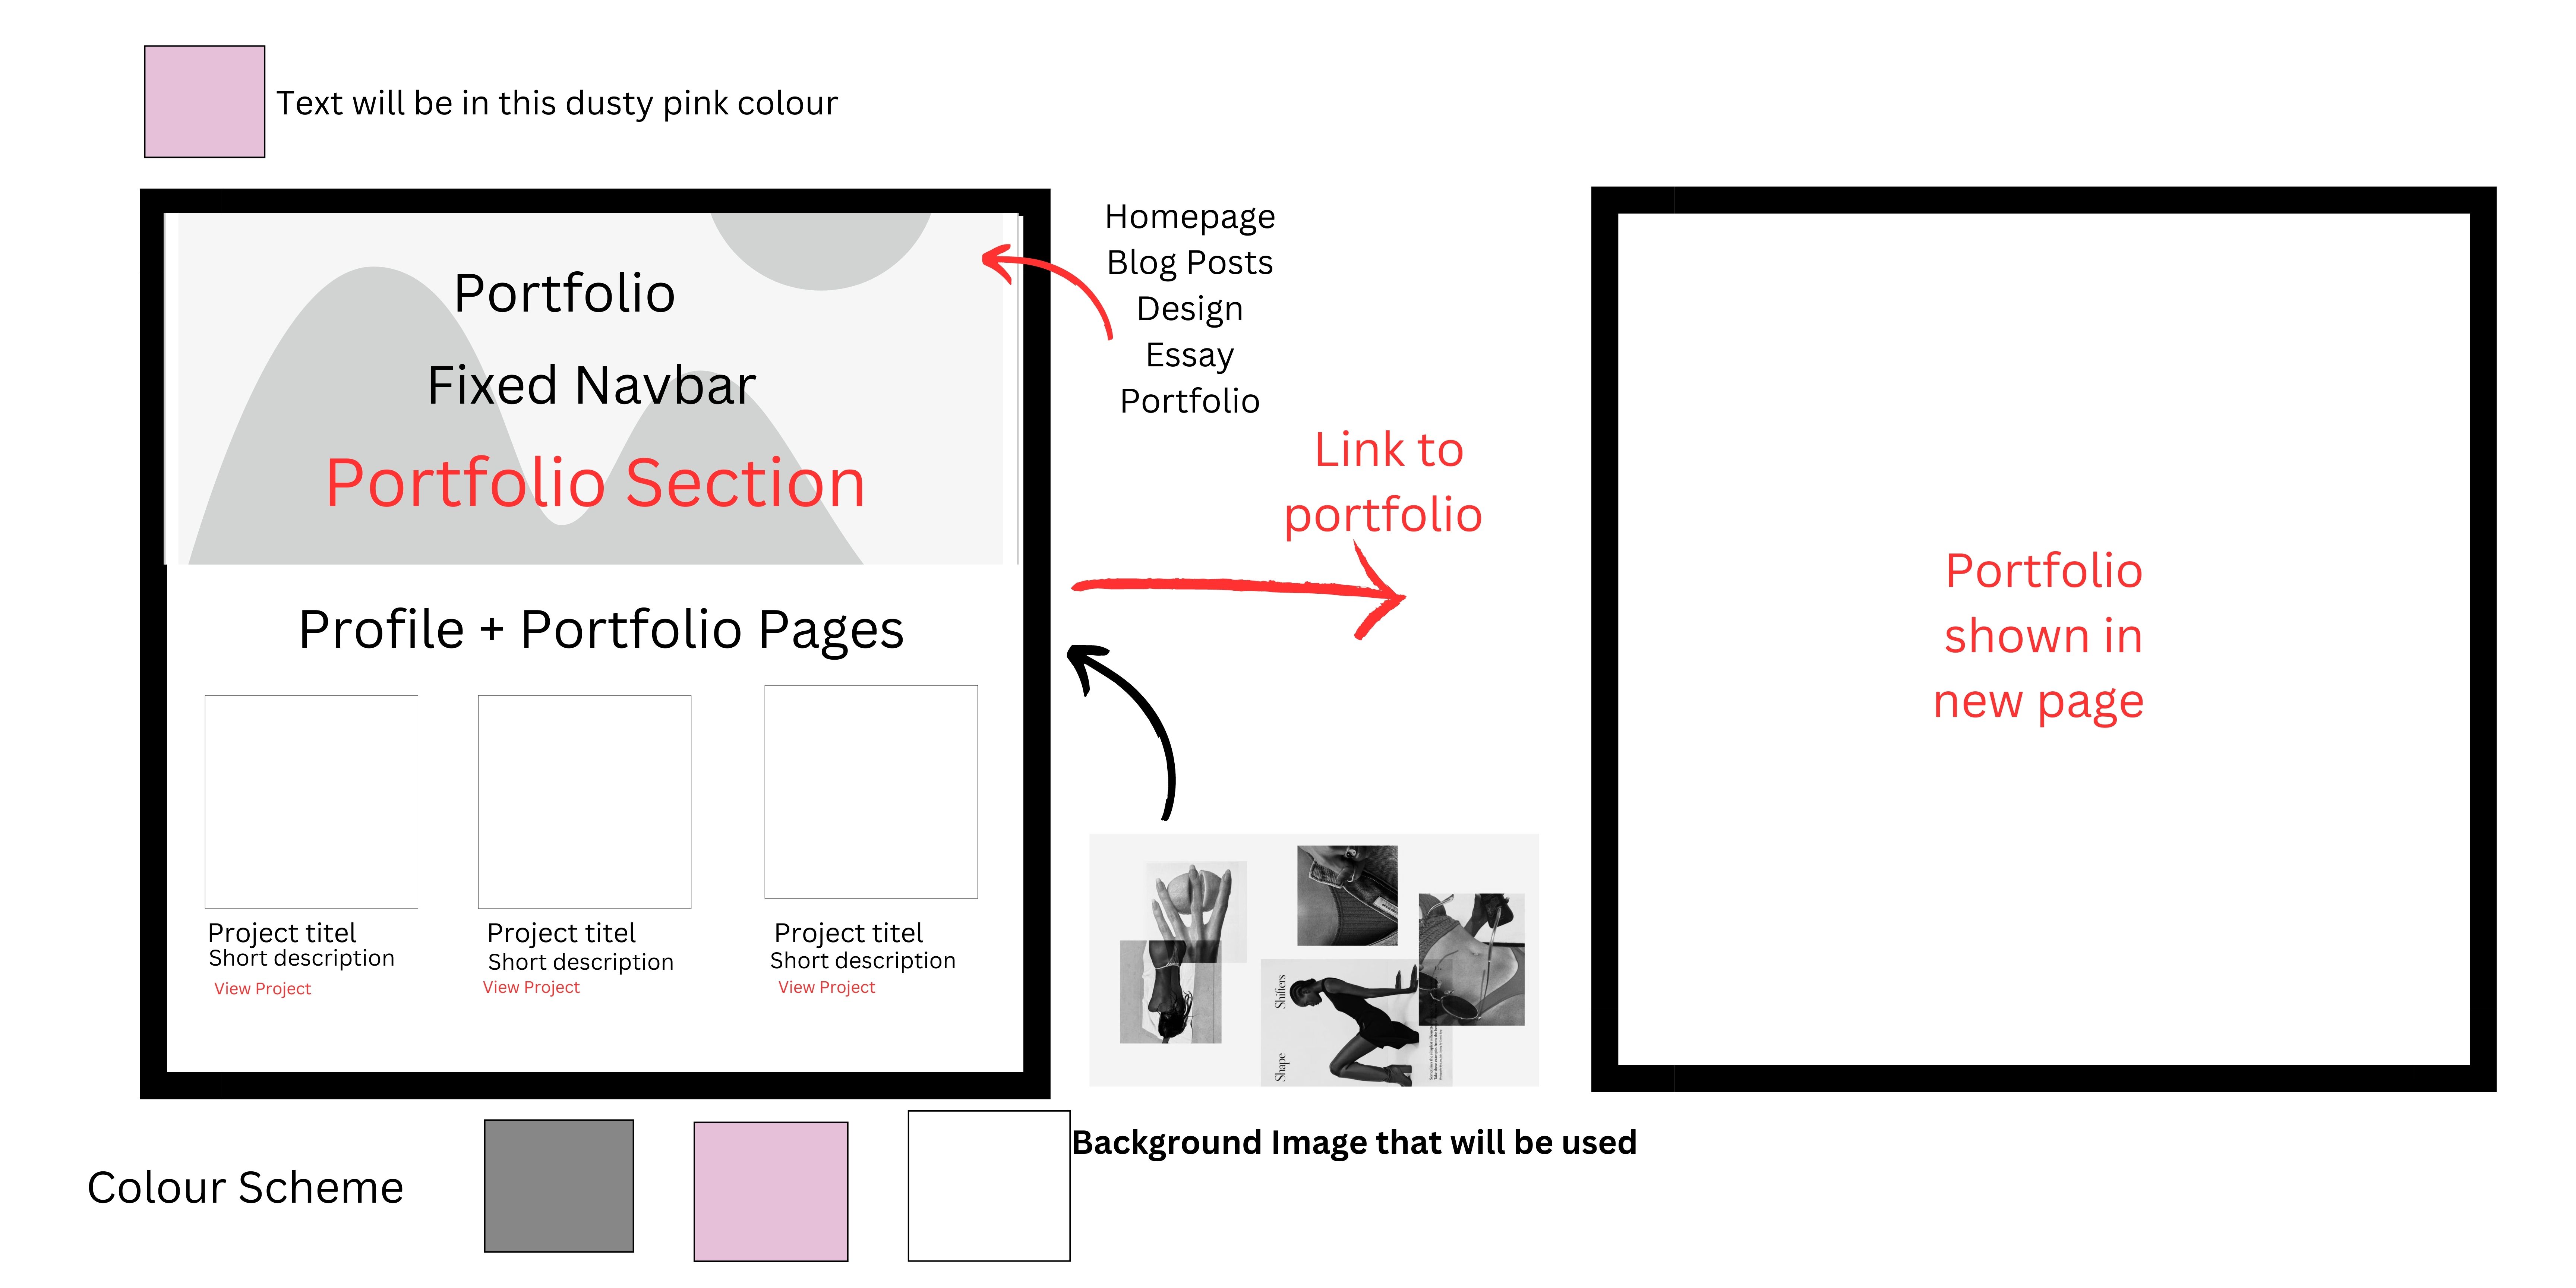 Text will be in this dusty pink colour
Portfolio
Fixed Navbar
Portfolio Section
Homepage
Blog Posts
Design
Essay
Portfolio
Link to
portfolio
Profile + Portfolio Pages
Project titel
Short description
View Project
Project titel
Short description
View Project
Project titel
Short description
View Project
Shifters
Shape
Portfolio
shown in
new page
Background Image that will be used
Colour Scheme